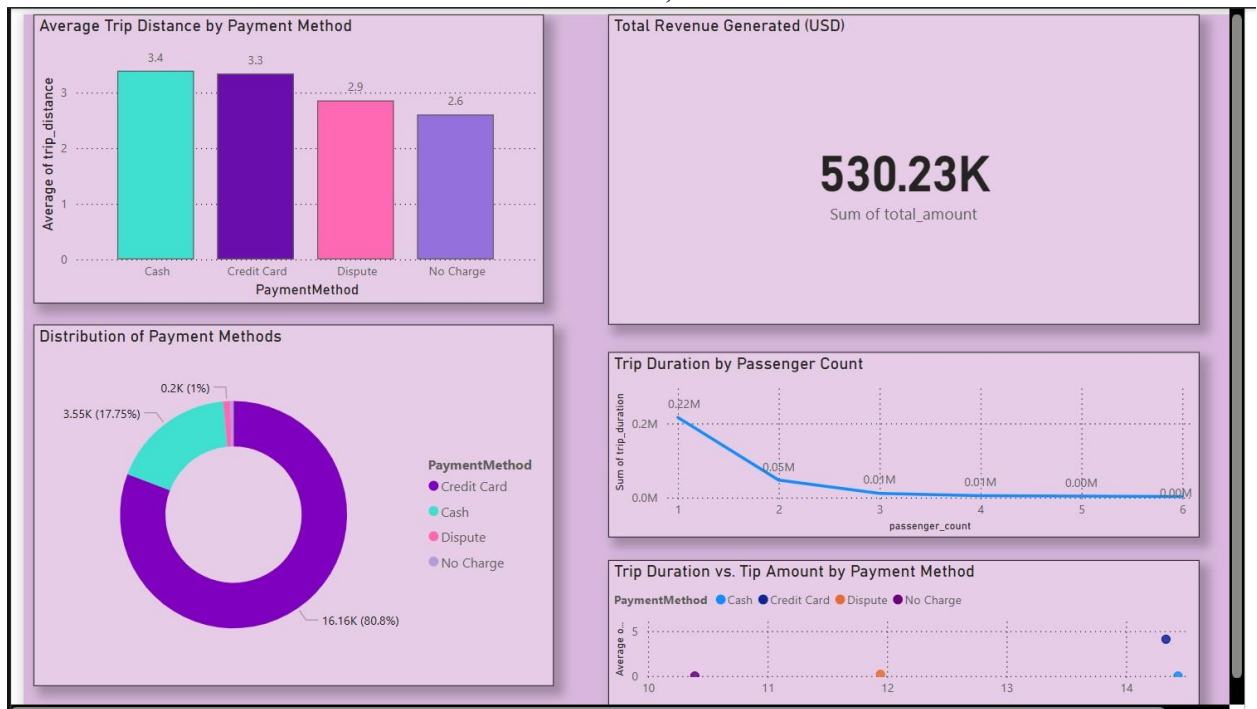 Average Trip Distance by Payment Method
Average of trip_distance
3
2
1
0
3.4
3.3
2.9
2.6
Cash
Credit Card
Dispute
No Charge
PaymentMethod
Total Revenue Generated (USD)
530.23K
Sum of total_amount
Distribution of Payment Methods
0.2K (1%)
3.55K (17.75%)
16.16K (80.8%)
PaymentMethod
Credit Card
Cash
Dispute
No Charge
Trip Duration by Passenger Count
Sum of trip_duration
0.2M
0.0M
0.22M
0.05M
0.01M
0.01M
0.00M
0.00M
1 2 3 4 5 6
passenger_count
Trip Duration vs. Tip Amount by Payment Method
PaymentMethod Cash Credit Card Dispute No Charge
Average o...
5
0
10 11 12 13 14